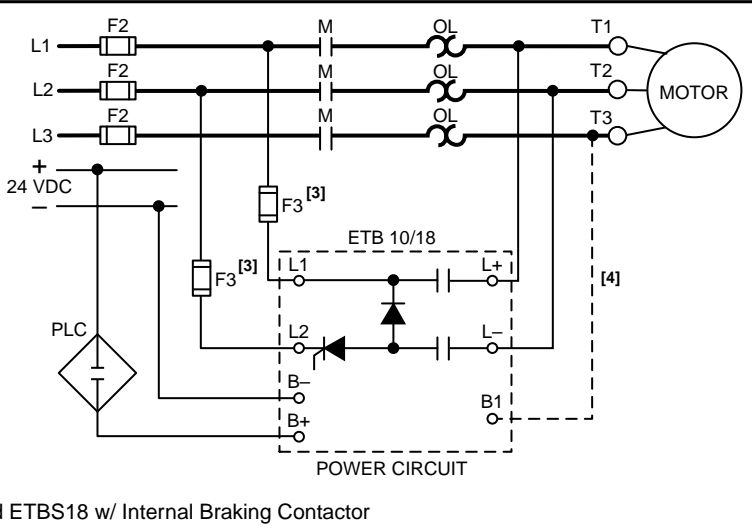 F2 M OL T1
L1
F2 M OL T2
L2 MOTOR
F2 M OL T3
L3
+
24 VDC
–
F3 [3]
ETB 10/18
F3 [3] L1 L+ [4]
PLC L2 L–
B–
B1
B+
POWER CIRCUIT
ETBS18 w/ Internal Braking Contactor